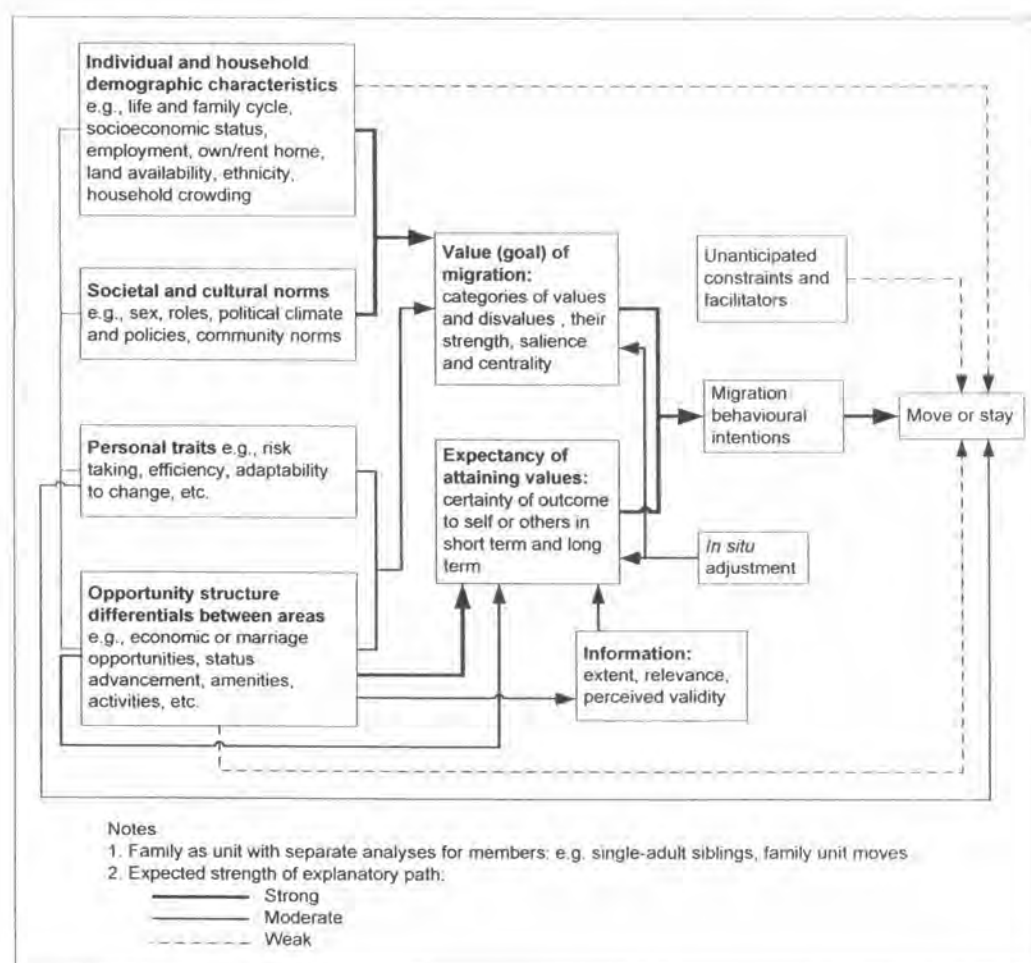 Individual and household
demographic characteristics
e.g., life and family cycle,
socioeconomic status,
employment, own/rent home,
land availability, ethnicity,
household crowding
Societal and cultural norms
e.g., sex, roles, political climate
and policies, community norms
Personal traits e.g., risk
taking, efficiency, adaptability
to change, etc.
Opportunity structure
differentials between areas
e.g., economic or marriage
opportunities, status
advancement, amenities,
activities, etc.
Value (goal) of
migration:
categories of values
and disvalues , their
strength, salience
and centrality
Expectancy of
attaining values:
certainty of outcome
to self or others in
short term and long
term
Unanticipated
constraints and
facilitators
Migration
behavioural
intentions
Move or stay
In situ
adjustment
Information:
extent, relevance,
perceived validity
Notes
1. Family as unit with separate analyses for members: e.g. single-adult siblings, family unit moves
2. Expected strength of explanatory path:
Strong
Moderate
Weak